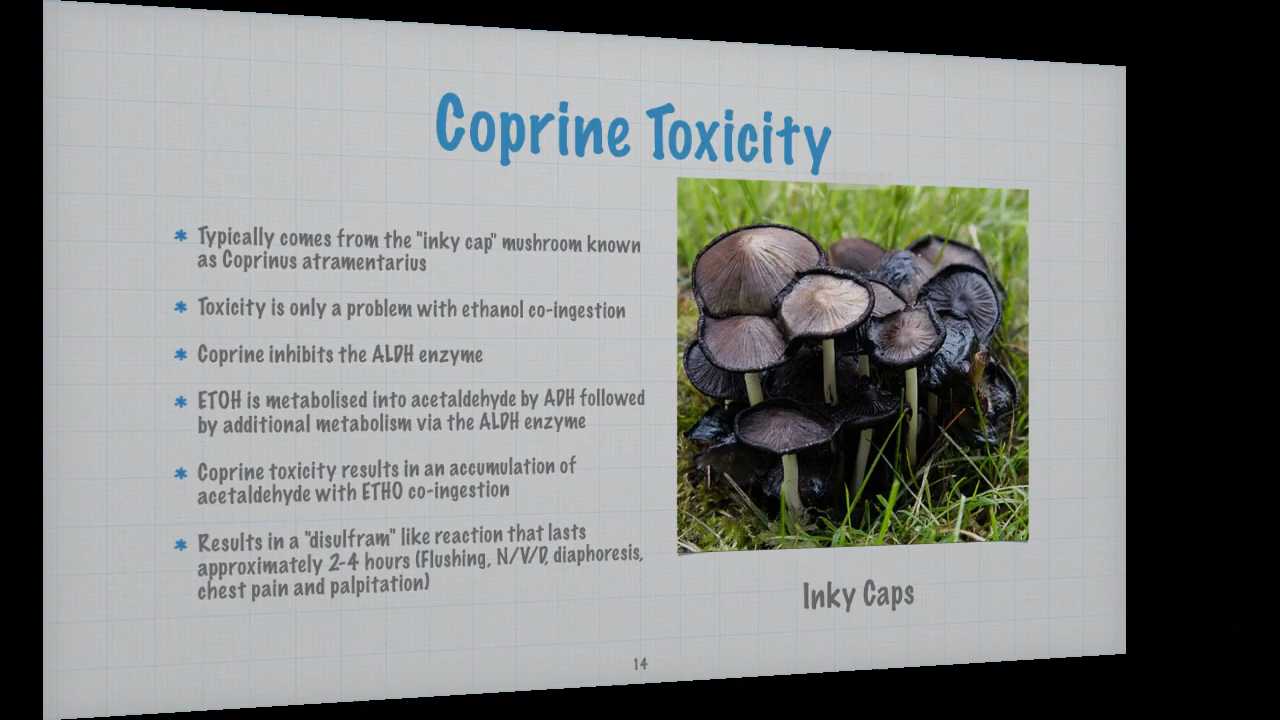 Coprine Toxicity
* Typically comes from the "inky cap" mushroom known
as Coprinus atramentarius
* Toxicity is only a problem with ethanol co-ingestion
* Coprine inhibits the ALDH enzyme
* ETOH is metabolised into acetaldehyde by ADH followed
by additional metabolism via the ALDH enzyme
* Coprine toxicity results in an accumulation of
acetaldehyde with ETHO co-ingestion
* Results in a "disulfram" like reaction that lasts
approximately 2-4 hours (Flushing, N/V/D, diaphoresis,
chest pain and palpitation)
Inky Caps
14